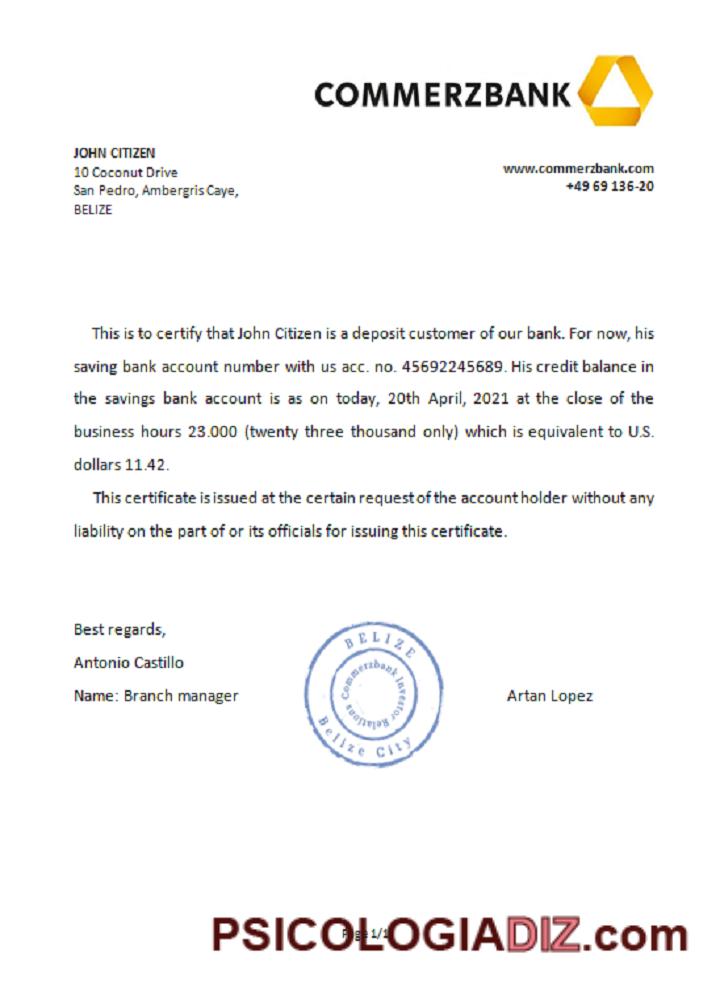 COMMERZBANK
JOHN CITIZEN
10 Coconut Drive
San Pedro, Ambergris Caye,
BELIZE
www.commerzbank.com
+49 69 136-20
This is to certify that John Citizen is a deposit customer of our bank. For now, his
saving bank account number with us acc. no. 45692245689. His credit balance in
the savings bank account is as on today, 20th April, 2021 at the close of the
business hours 23.000 (twenty three thousand only) which is equivalent to U.S.
dollars 11.42.
This certificate is issued at the certain request of the account holder without any
liability on the part of or its officials for issuing this certificate.
Best regards,
Antonio Castillo
Name: Branch manager
BELIZE
Commerzbank Investor Relations
Belize City
Artan Lopez
Page 1/1
PSICOLOGIADIZ.com